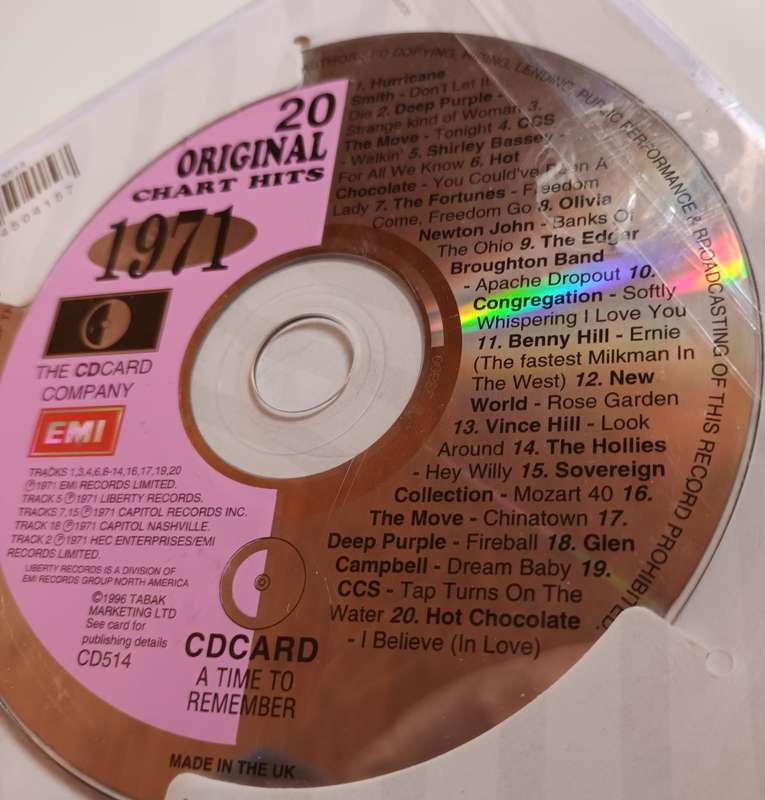 20
ORIGINAL
CHART HITS
1971
THE CDCARD
COMPANY
EMI
TRACKS 1,3,4,6.8-14,16,17,19,20
Ⓟ1971 EMI RECORDS LIMITED.
TRACK 5 Ⓟ1971 LIBERTY RECORDS.
TRACKS 7,15 Ⓟ1971 CAPITOL RECORDS INC.
TRACK 18 Ⓟ1971 CAPITOL NASHVILLE.
TRACK 2 Ⓟ1971 HEC ENTERPRISES/EMI
RECORDS LIMITED.
LIBERTY RECORDS IS A DIVISION OF
EMI RECORDS GROUP NORTH AMERICA
©1996 TABAK
MARKETING LTD
See card for
publishing details
CD514
CDCARD
A TIME TO
REMEMBER
MADE IN THE UK
1. Hurricane
Smith - Don't Let It
Die 2. Deep Purple -
Strange kind of Woman 3.
The Move - Tonight 4. CCS
- Walkin' 5. Shirley Bassey -
For All We Know 6. Hot
Chocolate - You Could've Been A
Lady 7. The Fortunes - Freedom
Come, Freedom Go 8. Olivia
Newton John - Banks Of
The Ohio 9. The Edgar
Broughton Band
- Apache Dropout 10.
Congregation - Softly
Whispering I Love You
11. Benny Hill - Ernie
(The fastest Milkman In
The West) 12. New
World - Rose Garden
13. Vince Hill - Look
Around 14. The Hollies
- Hey Willy 15. Sovereign
Collection - Mozart 40 16.
The Move - Chinatown 17.
Deep Purple - Fireball 18. Glen
Campbell - Dream Baby 19.
CCS - Tap Turns On The
Water 20. Hot Chocolate
- I Believe (In Love)
COPYING, HIRING, LENDING, PUBLIC PERFORMANCE & BROADCASTING OF THIS RECORD PROHIBITED.